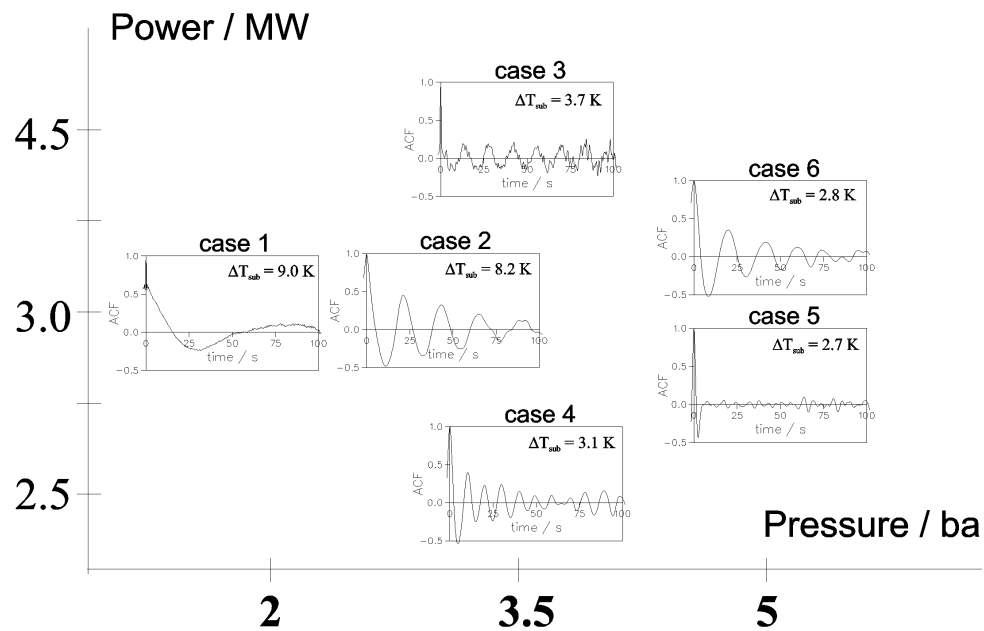 Power / MW
4.5
3.0
2.5
case 3
ΔTsub = 3.7 K
ACF
1.0
0.5
0.0
−0.5
0 25 50 75 100
time / s
case 6
ΔTsub = 2.8 K
ACF
1.0
0.5
0.0
−0.5
0 25 50 75 100
time / s
case 1
ΔTsub = 9.0 K
ACF
1.0
0.5
0.0
−0.5
0 25 50 75 100
time / s
case 2
ΔTsub = 8.2 K
ACF
1.0
0.5
0.0
−0.5
0 25 50 75 100
time / s
case 5
ΔTsub = 2.7 K
ACF
1.0
0.5
0.0
−0.5
0 25 50 75 100
time / s
case 4
ΔTsub = 3.1 K
ACF
1.0
0.5
0.0
−0.5
0 25 50 75 100
time / s
Pressure / ba
2 3.5 5